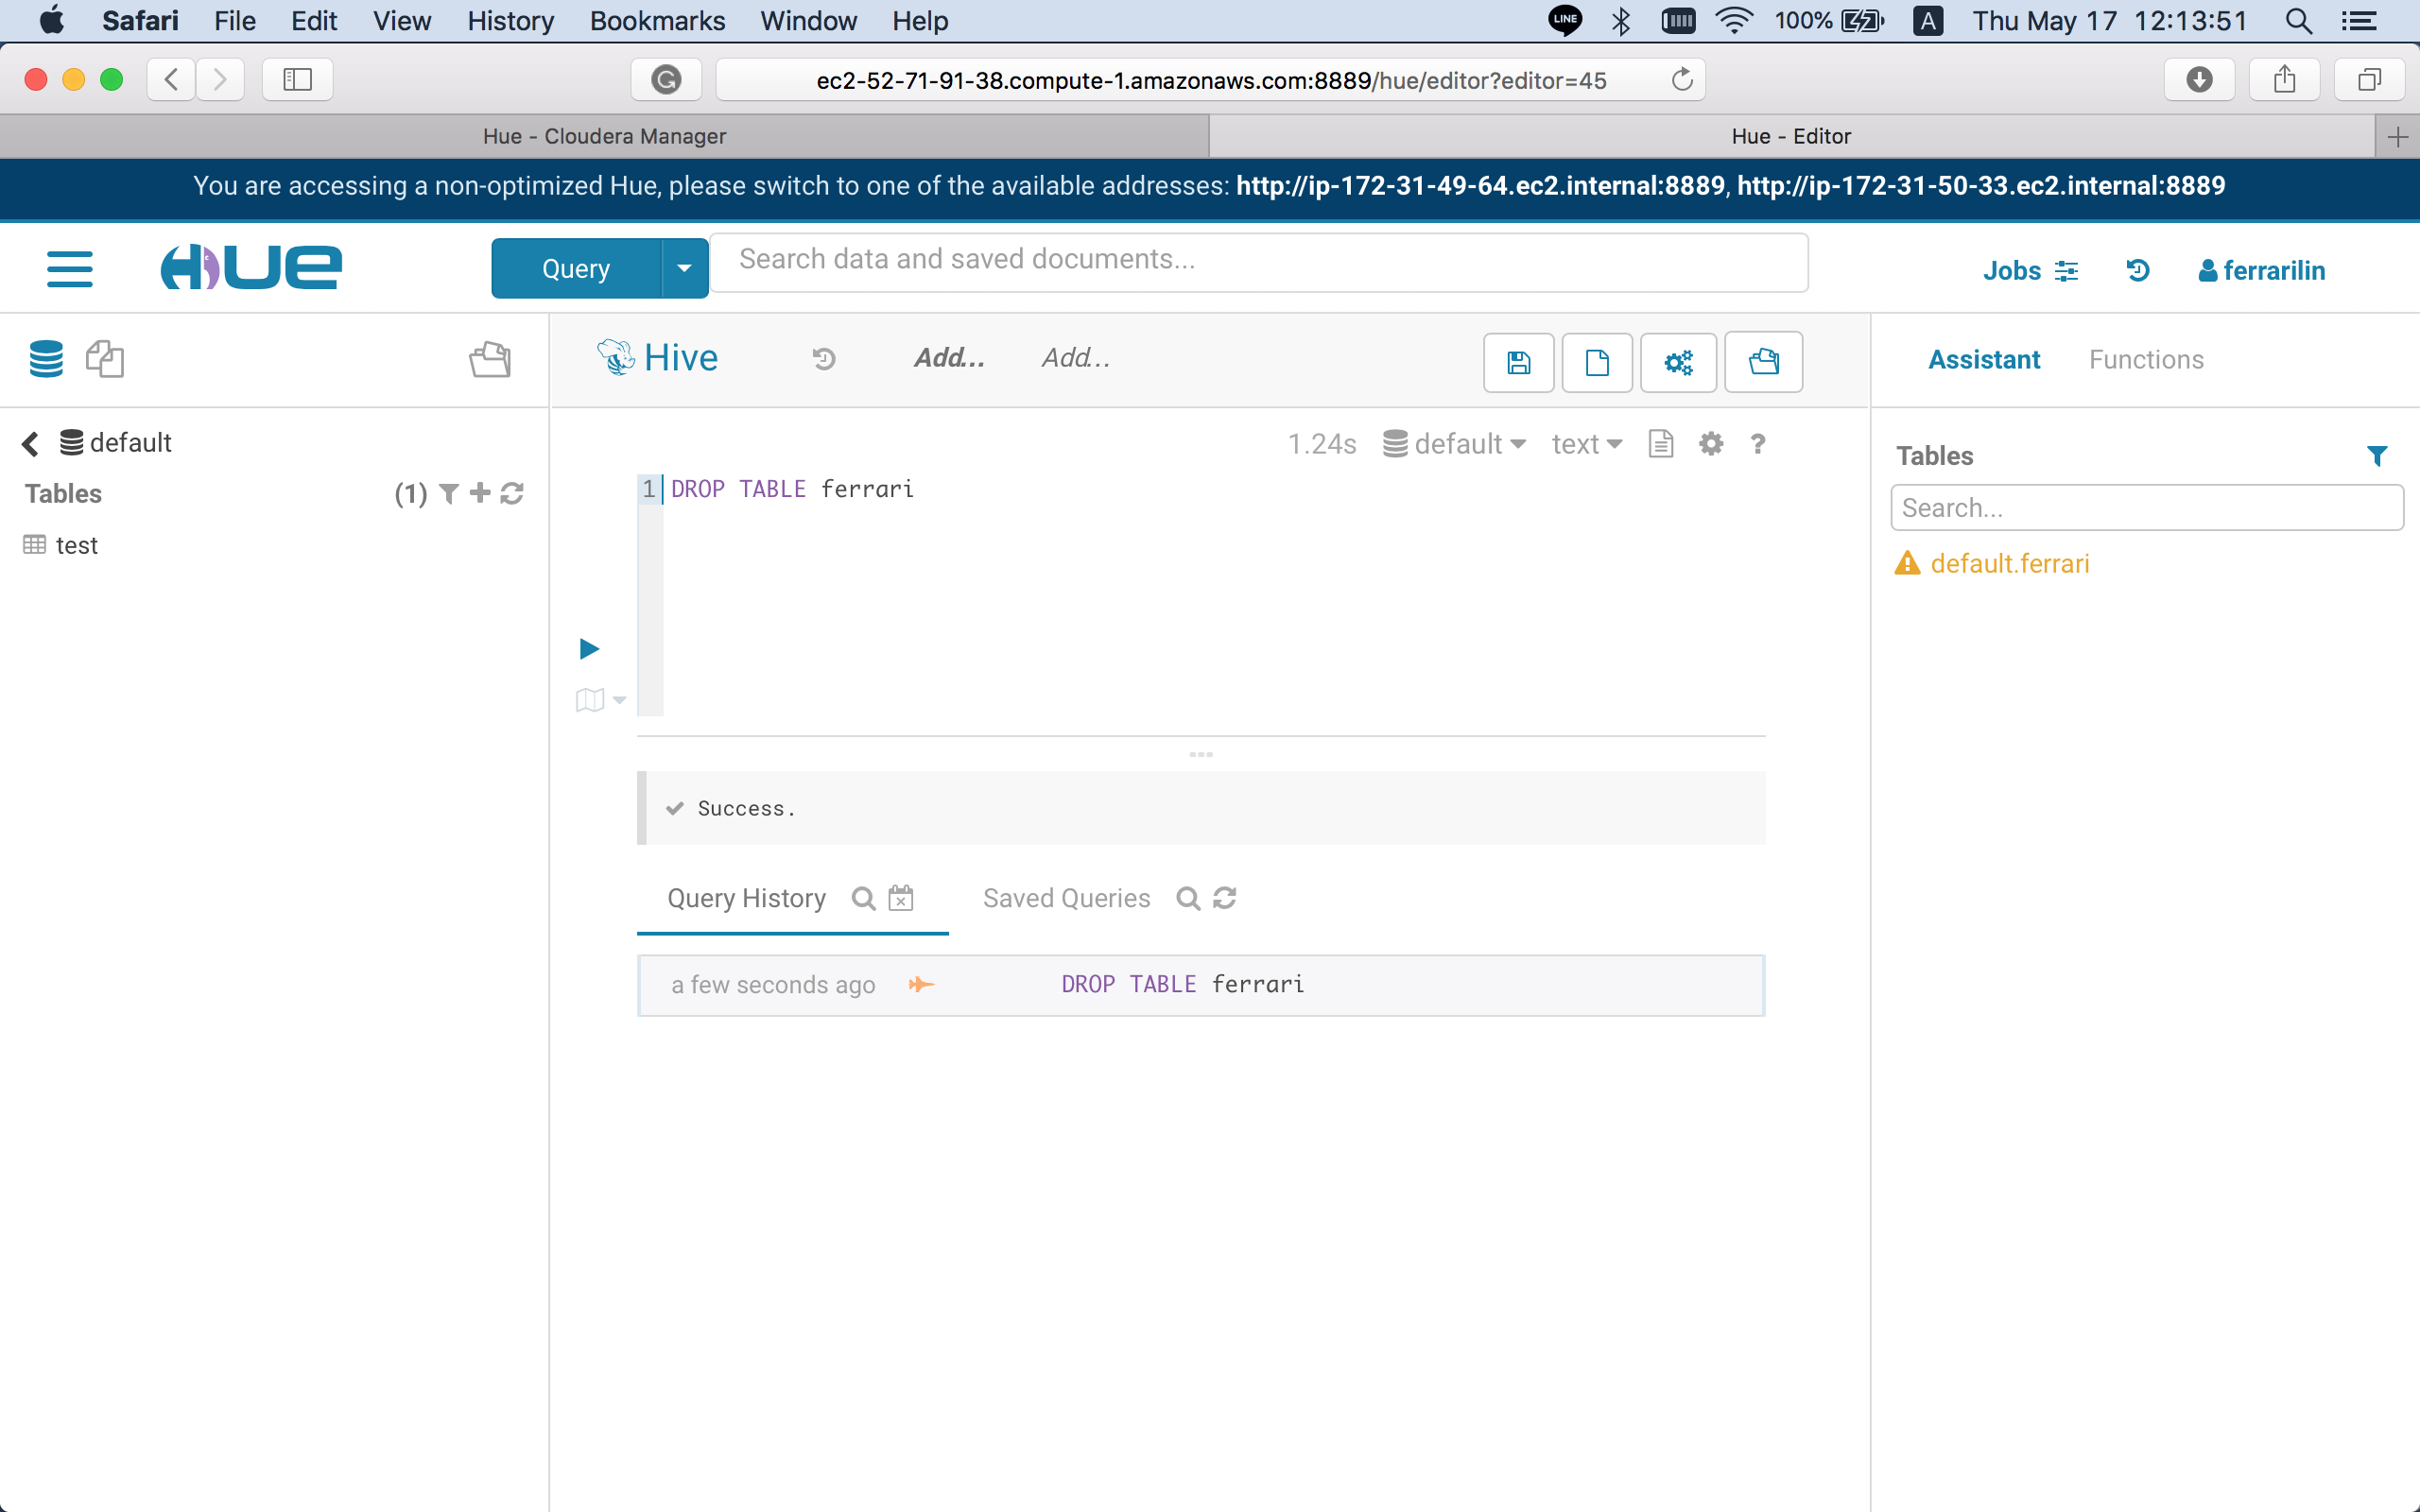 Safari File Edit View History Bookmarks Window Help LINE 100% A Thu May 17 12:13:51
ec2-52-71-91-38.compute-1.amazonaws.com:8889/hue/editor?editor=45
Hue - Cloudera Manager Hue - Editor
You are accessing a non-optimized Hue, please switch to one of the available addresses: http://ip-172-31-49-64.ec2.internal:8889, http://ip-172-31-50-33.ec2.internal:8889
HUE Query Search data and saved documents... Jobs ferrarilin
Hive Add... Add... Assistant Functions
default 1.24s default text ?
Tables
Tables (1)
1 DROP TABLE ferrari
Search...
test
default.ferrari
Success.
Query History Saved Queries
a few seconds ago DROP TABLE ferrari